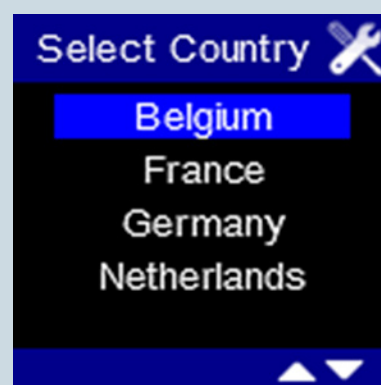 Select Country
Belgium
France
Germany
Netherlands